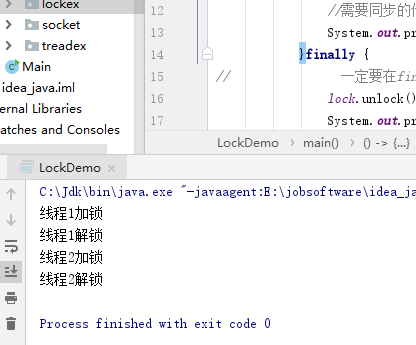 lockex
socket
treadex
Main
idea_java.iml
ernal Libraries
atches and Consoles
12 //需要同步的
13 System.out.pr
14 }finally {
15 // 一定要在fin
16 lock.unlock()
17 System.out.pr
LockDemo > main() > () -> {...}
LockDemo ×
C:\Jdk\bin\java.exe "-javaagent:E:\jobsoftware\idea_ja
线程1加锁
线程1解锁
线程2加锁
线程2解锁
Process finished with exit code 0